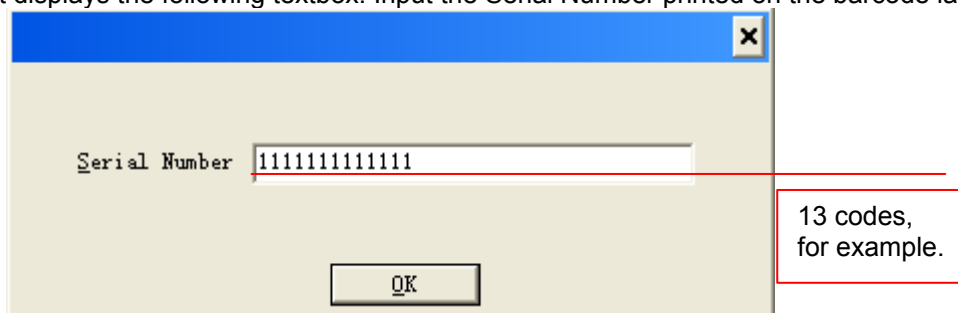 t displays the following textbox. Input the Serial Number printed on the barcode la
Serial Number 1111111111111
13 codes,
for example.
OK